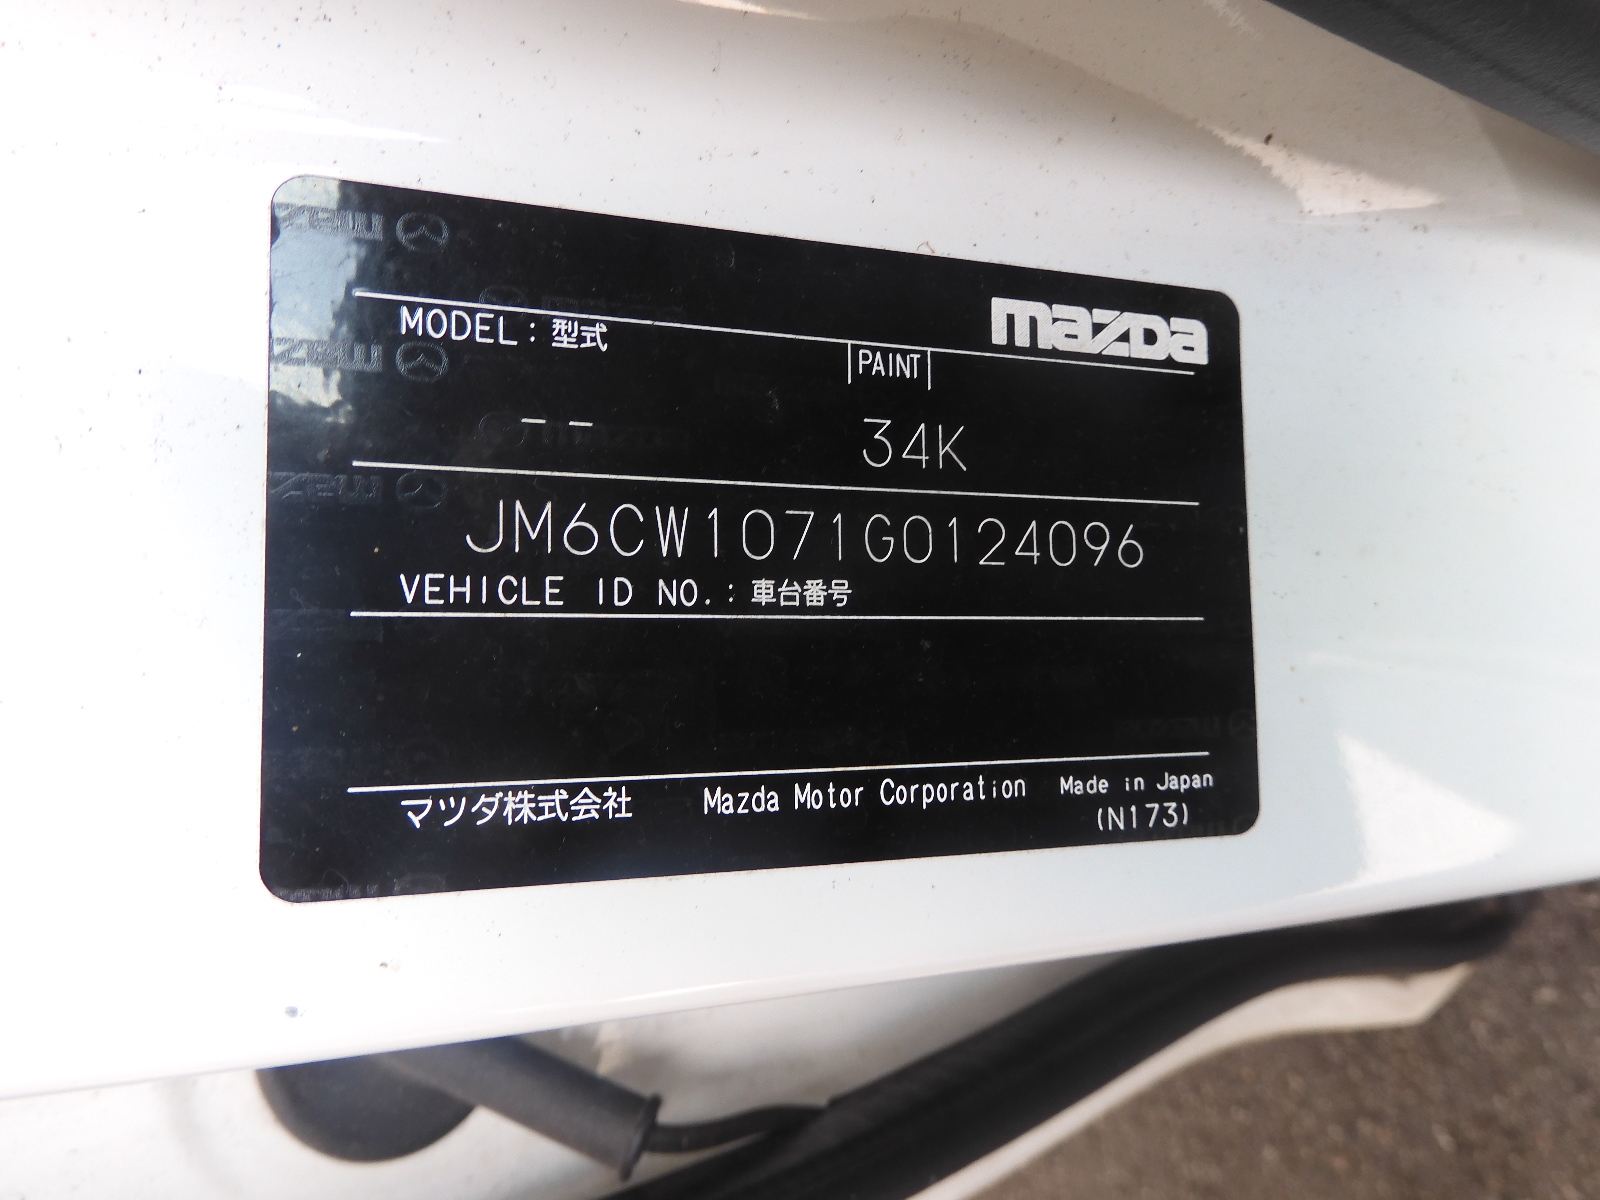 mazda
MODEL : 型式
PAINT
-- 34K
JM6CW1071G0124096
VEHICLE ID NO. : 車台番号
マツダ株式会社 Mazda Motor Corporation Made in Japan
(N173)